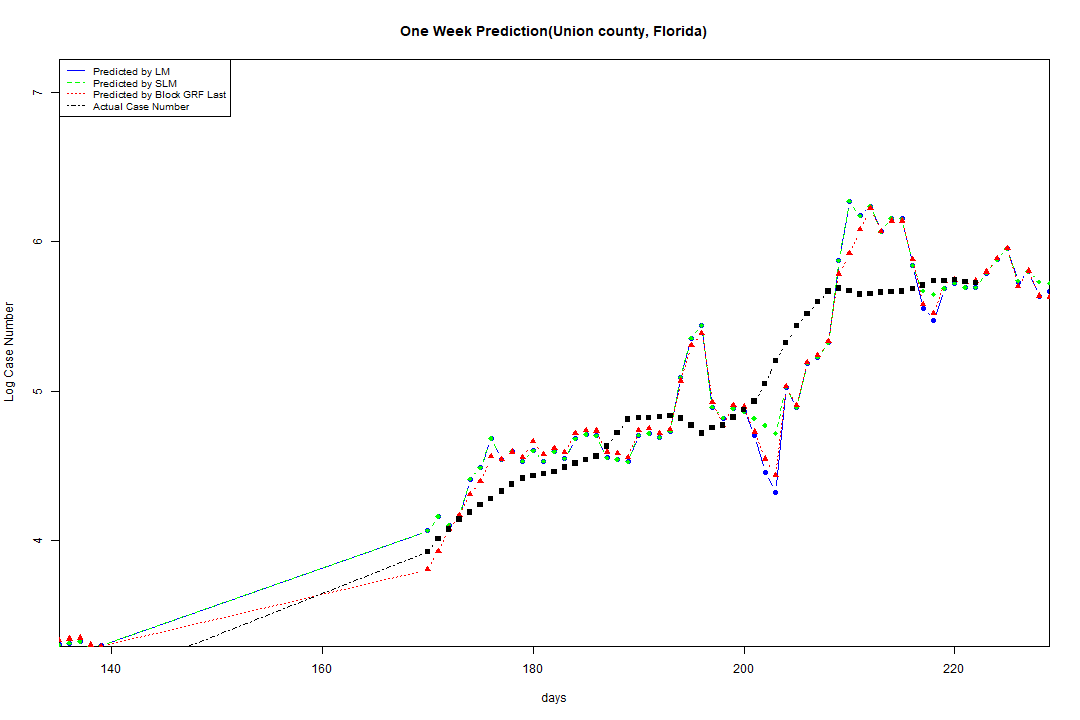 One Week Prediction(Union county, Florida)
Predicted by LM
Predicted by SLM
Predicted by Block GRF Last
Actual Case Number
7
6
5
4
Log Case Number
140 160 180 200 220
days